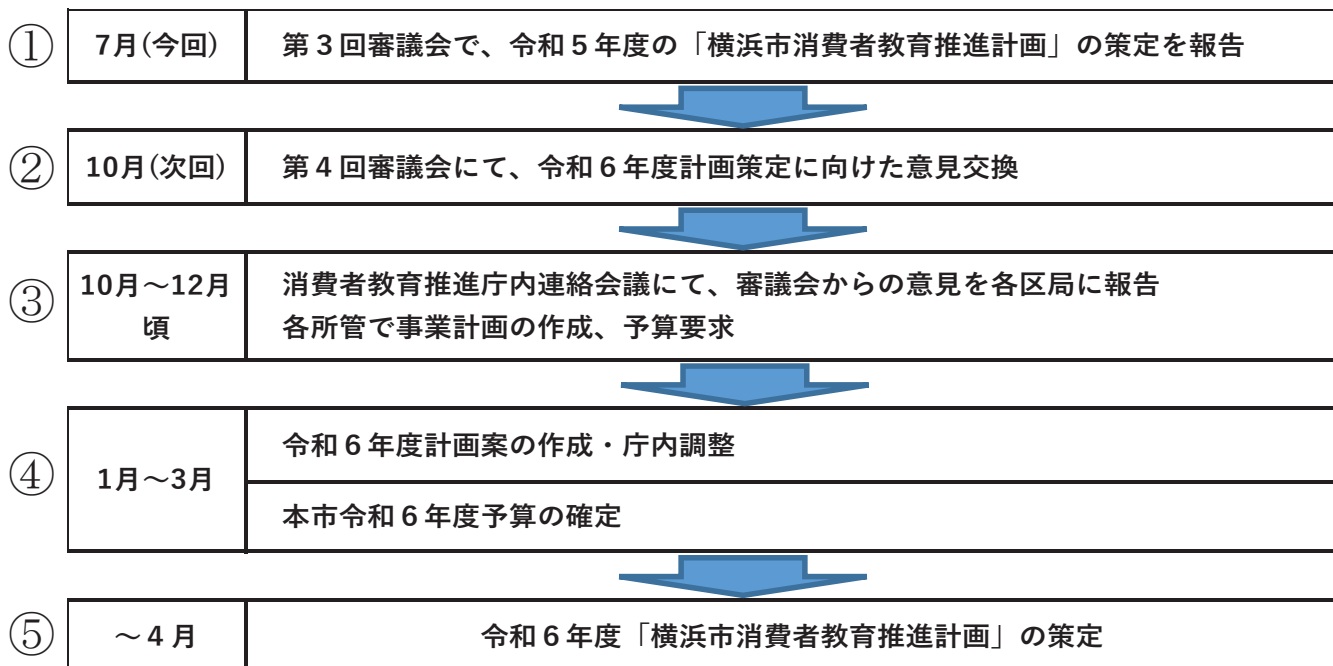 ① 7月(今回) 第３回審議会で、令和５年度の「横浜市消費者教育推進計画」の策定を報告
② 10月(次回) 第４回審議会にて、令和６年度計画策定に向けた意見交換
③ 10月～12月頃
消費者教育推進庁内連絡会議にて、審議会からの意見を各区局に報告
各所管で事業計画の作成、予算要求
④ 1月～3月
令和６年度計画案の作成・庁内調整
本市令和６年度予算の確定
⑤ ～４月 令和６年度「横浜市消費者教育推進計画」の策定